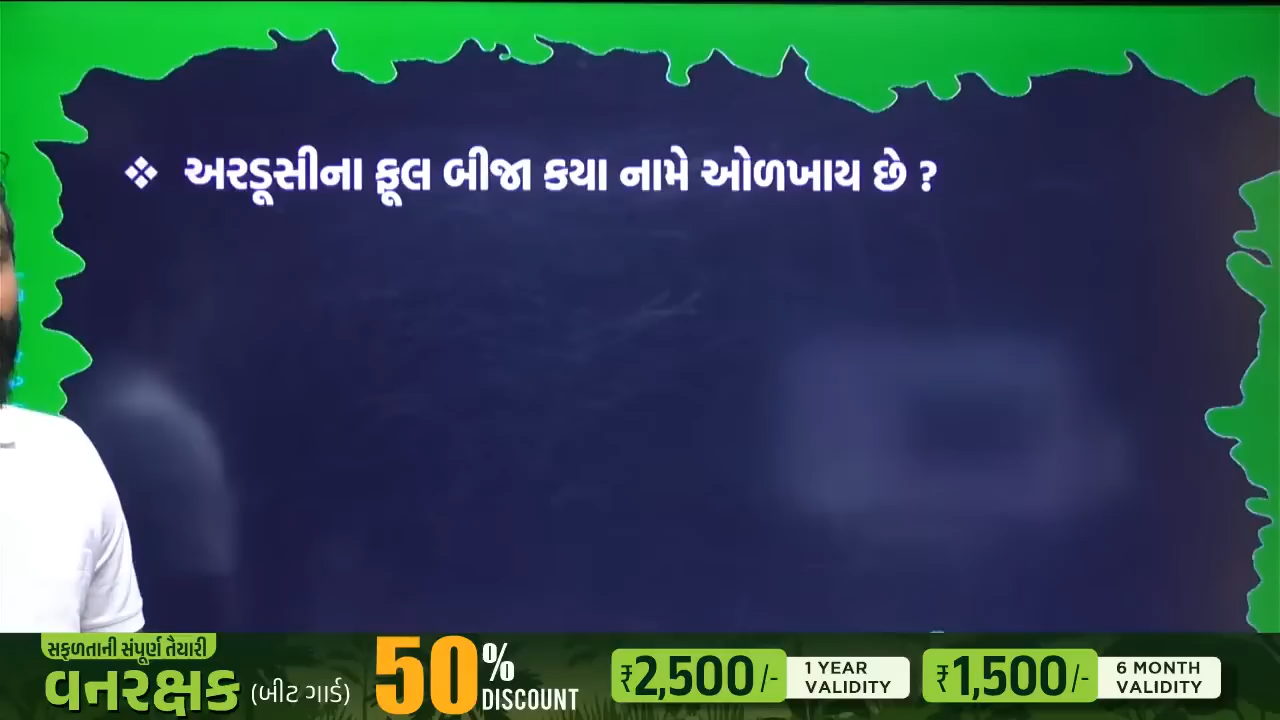 ❖ અરડૂસીના ફૂલ બીજા કયા નામે ઓળખાય છે ?
સફળતાની સંપૂર્ણ તૈયારી
વનરક્ષક (બીટ ગાર્ડ)
50% DISCOUNT
₹2,500/- 1 YEAR VALIDITY
₹1,500/- 6 MONTH VALIDITY